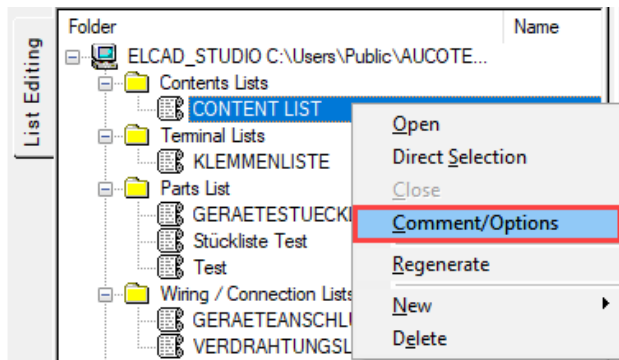 List Editing
Folder Name
ELCAD_STUDIO C:\Users\Public\AUCOTE...
Contents Lists
CONTENT LIST
Terminal Lists
KLEMMENLISTE
Parts List
GERAETESTUECKL
Stückliste Test
Test
Wiring / Connection Lists
GERAETEANSCHLU
VERDRAHTUNGSL
Open
Direct Selection
Close
Comment/Options
Regenerate
New
Delete